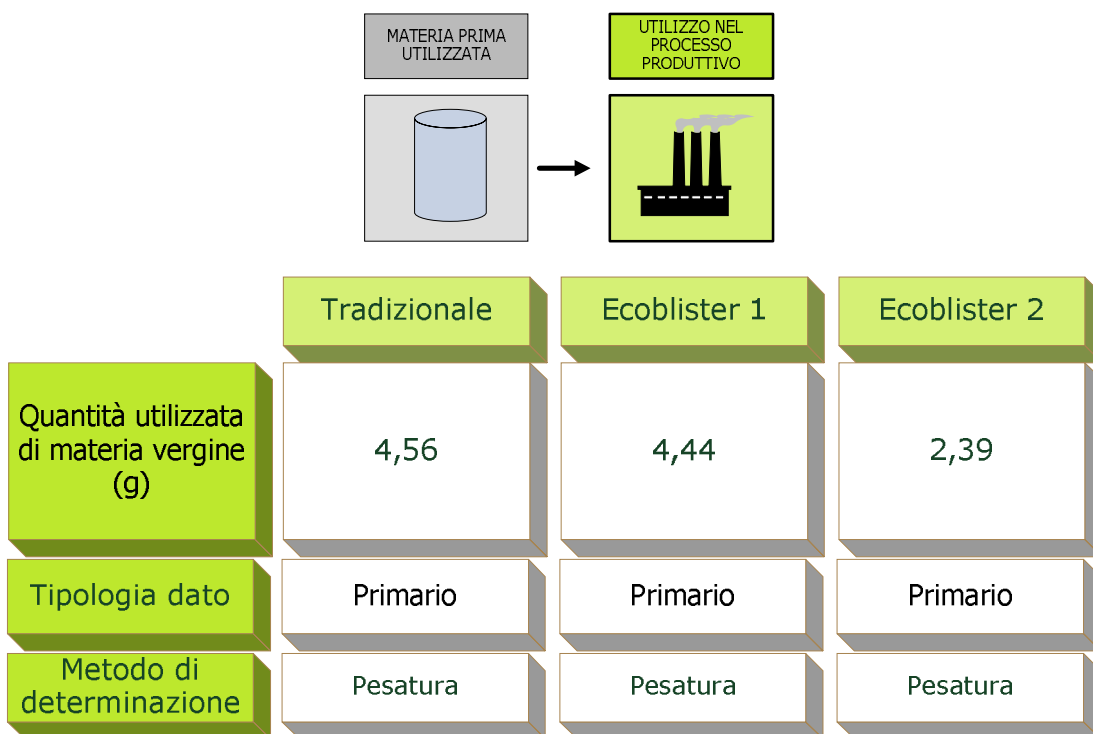 MATERIA PRIMA
UTILIZZATA
UTILIZZO NEL
PROCESSO
PRODUTTIVO
Tradizionale
Ecoblister 1
Ecoblister 2
Quantità utilizzata
di materia vergine
(g)
4,56
4,44
2,39
Tipologia dato
Primario
Primario
Primario
Metodo di
determinazione
Pesatura
Pesatura
Pesatura